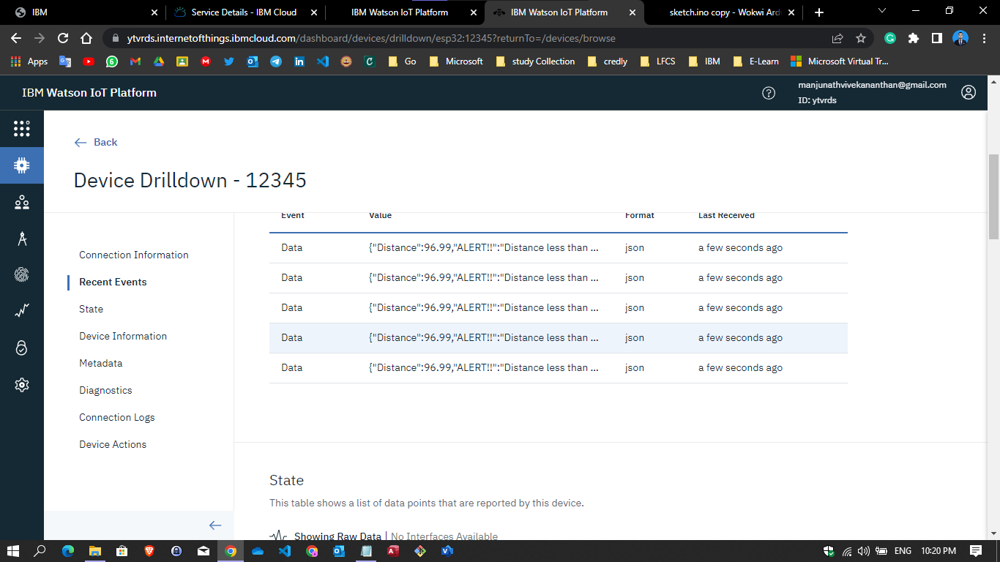 IBM
Service Details - IBM Cloud
IBM Watson IoT Platform
IBM Watson IoT Platform
sketch.ino copy - Wokwi Ard
ytvrds.internetofthings.ibmcloud.com/dashboard/devices/drilldown/esp32:12345?returnTo=/devices/browse
Apps
Go
Microsoft
study Collection
credly
LFCS
IBM
E-Learn
Microsoft Virtual Tr...
IBM Watson IoT Platform
manjunathvivekananthan@gmail.com
ID: ytvrds
Back
Device Drilldown - 12345
Connection Information
Recent Events
State
Device Information
Metadata
Diagnostics
Connection Logs
Device Actions
Event Value Format Last Received
Data {"Distance":96.99,"ALERT!!":"Distance less than ... json a few seconds ago
Data {"Distance":96.99,"ALERT!!":"Distance less than ... json a few seconds ago
Data {"Distance":96.99,"ALERT!!":"Distance less than ... json a few seconds ago
Data {"Distance":96.99,"ALERT!!":"Distance less than ... json a few seconds ago
Data {"Distance":96.99,"ALERT!!":"Distance less than ... json a few seconds ago
State
This table shows a list of data points that are reported by this device.
Showing Raw Data | No Interfaces Available
ENG 10:20 PM